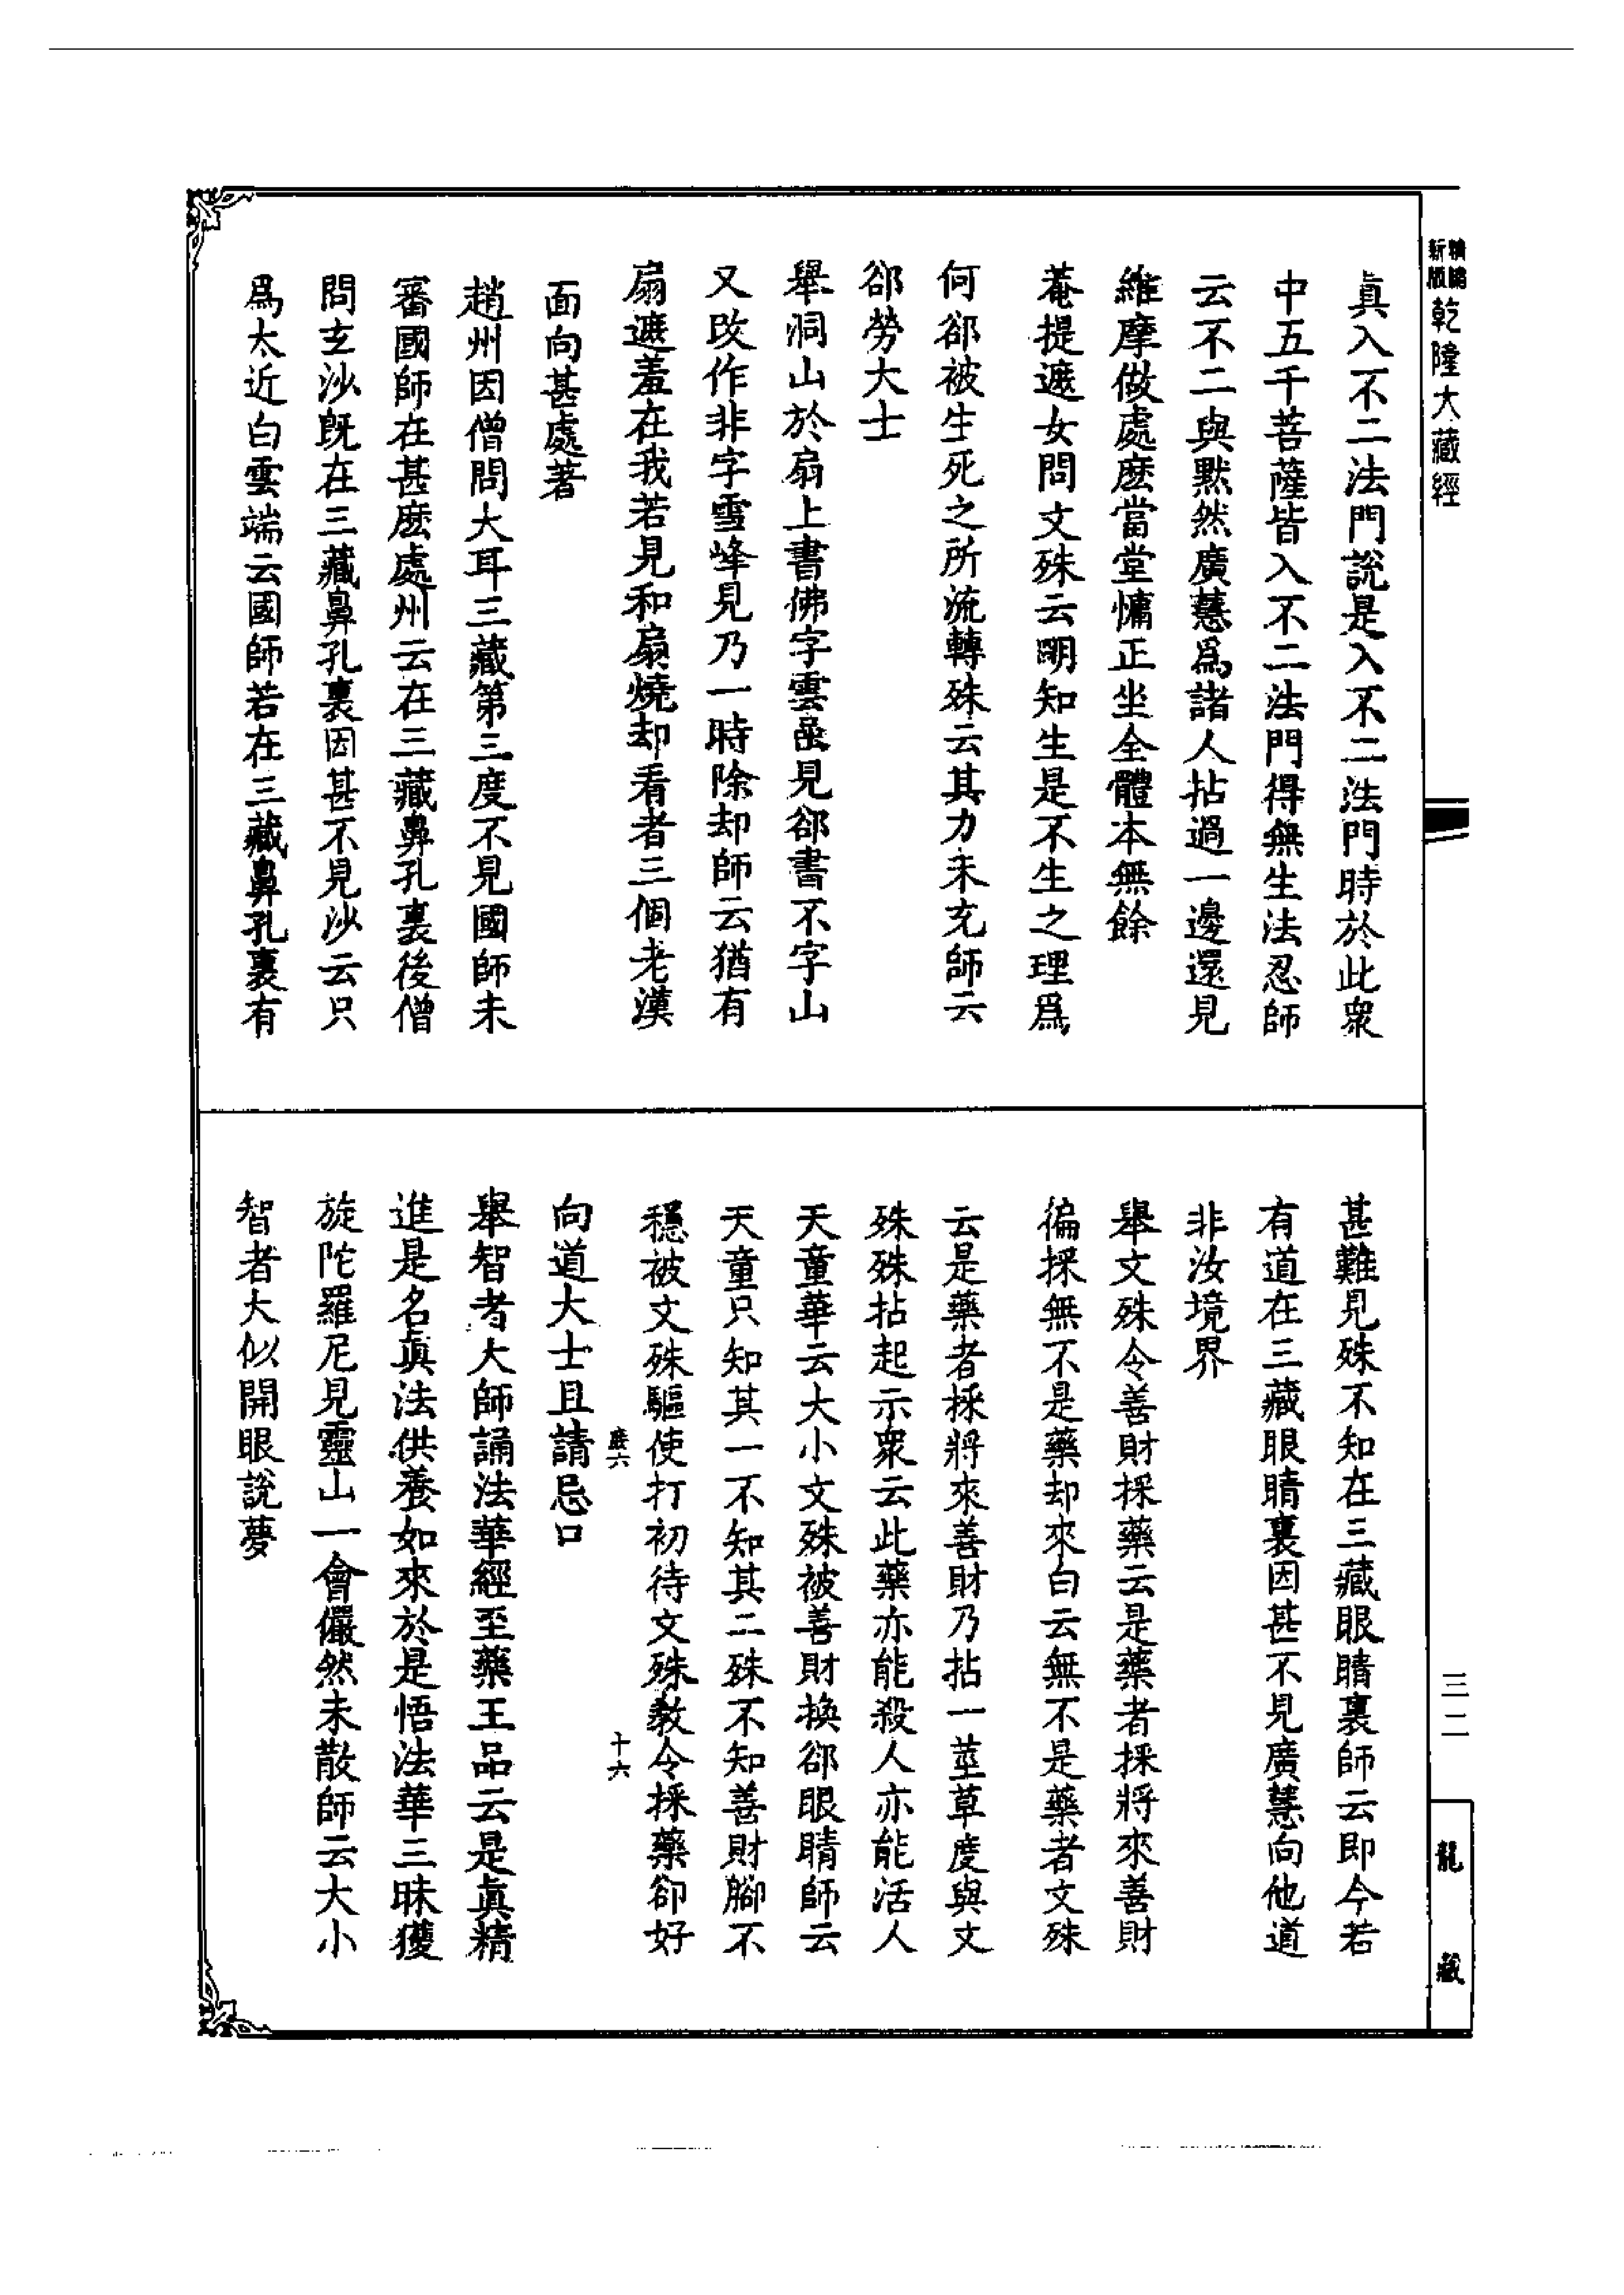 新版精縮乾隆大藏經
真入不二法門說是入不二法門時於此眾
中五千菩薩皆入不二法門得無生法忍師
云不二與默然廣慧爲諸人拈過一邊還見
維摩做處麽當堂慵正坐全體本無餘
菴提遮女問文殊云明知生是不生之理爲
何郤被生死之所流轉殊云其力未充師云
郤勞大士
舉洞山於扇上書佛字雲巖見郤書不字山
又改作非字雪峰見乃一時除却師云猶有
扇遮羞在我若見和扇燒却看者三個老漢
面向甚處著
趙州因僧問大耳三藏第三度不見國師未
審國師在甚麽處州云在三藏鼻孔裏後僧
問玄沙既在三藏鼻孔裏因甚不見沙云只
爲太近白雲端云國師若在三藏鼻孔裏有
甚難見殊不知在三藏眼睛裏師云即今若
有道在三藏眼睛裏因甚不見廣慧向他道
非汝境界
舉文殊令善財採藥云是藥者採將來善財
徧採無不是藥却來白云無不是藥者文殊
云是藥者採將來善財乃拈一莖草度與文
殊殊拈起示眾云此藥亦能殺人亦能活人
天童華云大小文殊被善財換郤眼睛師云
天童只知其一不知其二殊不知善財腳不
穩被文殊驅使打初待文殊教令採藥卻好
向道大士且請忌口
六
十六
舉智者大師誦法華經至藥王品云是真精
進是名真法供養如來於是悟法華三昧獲
旋陀羅尼見靈山一會儼然未散師云大小
智者大似開眼說夢
三二
龍藏